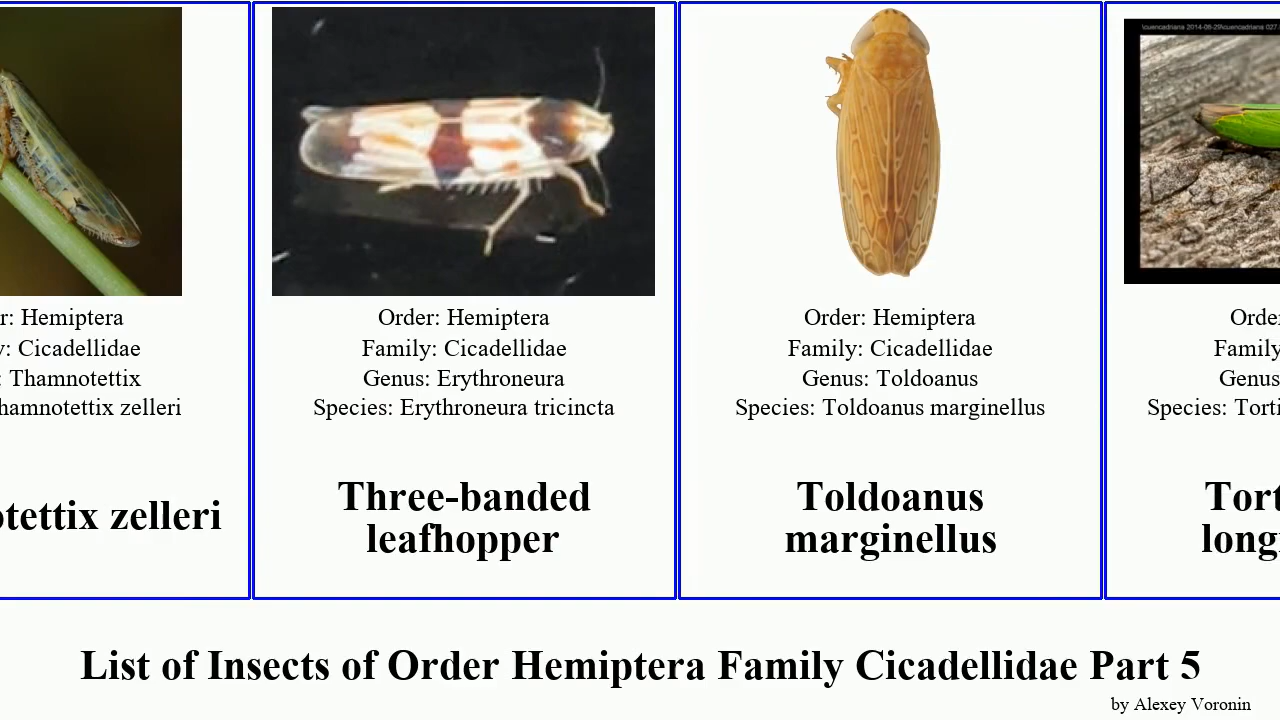 r: Hemiptera
y: Cicadellidae
: Thamnotettix
hamnotettix zelleri
otettix zelleri
Order: Hemiptera
Family: Cicadellidae
Genus: Erythroneura
Species: Erythroneura tricincta
Three-banded
leafhopper
Order: Hemiptera
Family: Cicadellidae
Genus: Toldoanus
Species: Toldoanus marginellus
Toldoanus
marginellus
Orde
Family
Genus
Species: Torti
Tort
long
List of Insects of Order Hemiptera Family Cicadellidae Part 5
by Alexey Voronin